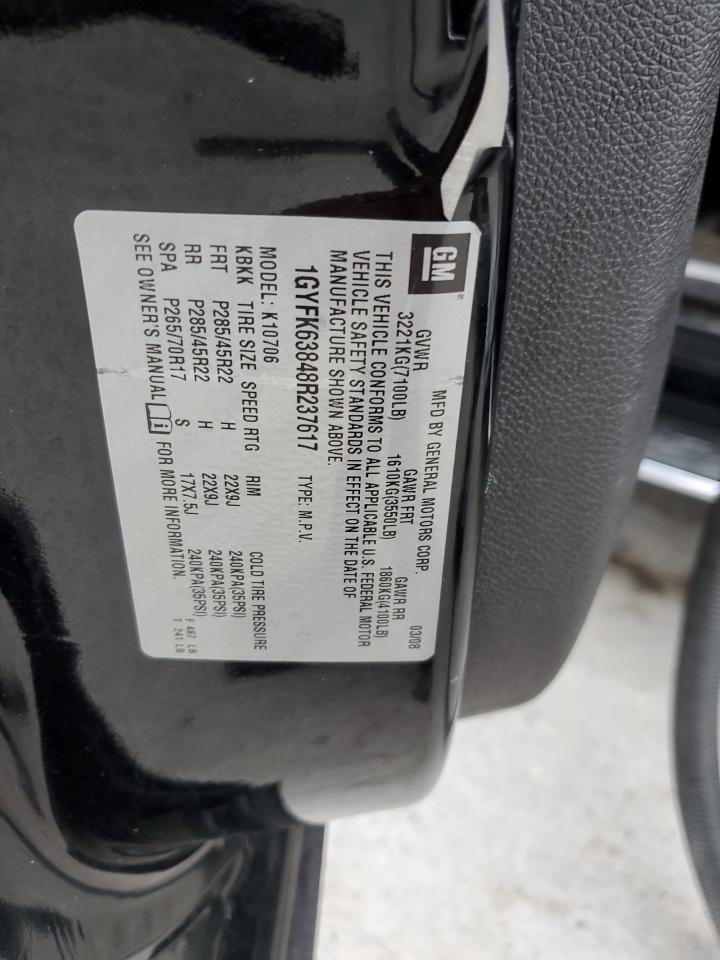 GM
MFD BY GENERAL MOTORS CORP. 03/08
GVWR GAWR FRT GAWR RR
3221KG(7100LB) 1610KG(3550LB) 1860KG(4100LB)
THIS VEHICLE CONFORMS TO ALL APPLICABLE U.S. FEDERAL MOTOR
VEHICLE SAFETY STANDARDS IN EFFECT ON THE DATE OF
MANUFACTURE SHOWN ABOVE.
1GYFK63848R237617 TYPE: M.P.V.
MODEL: K10706
KBKK TIRE SIZE SPEED RTG RIM COLD TIRE PRESSURE
FRT P285/45R22 H 22X9J 240KPA(35PSI)
RR P285/45R22 H 22X9J 240KPA(35PSI)
SPA P265/70R17 S 17X7.5J 240KPA(35PSI)
SEE OWNER'S MANUAL i FOR MORE INFORMATION.
F 487 LB
T 241 LB